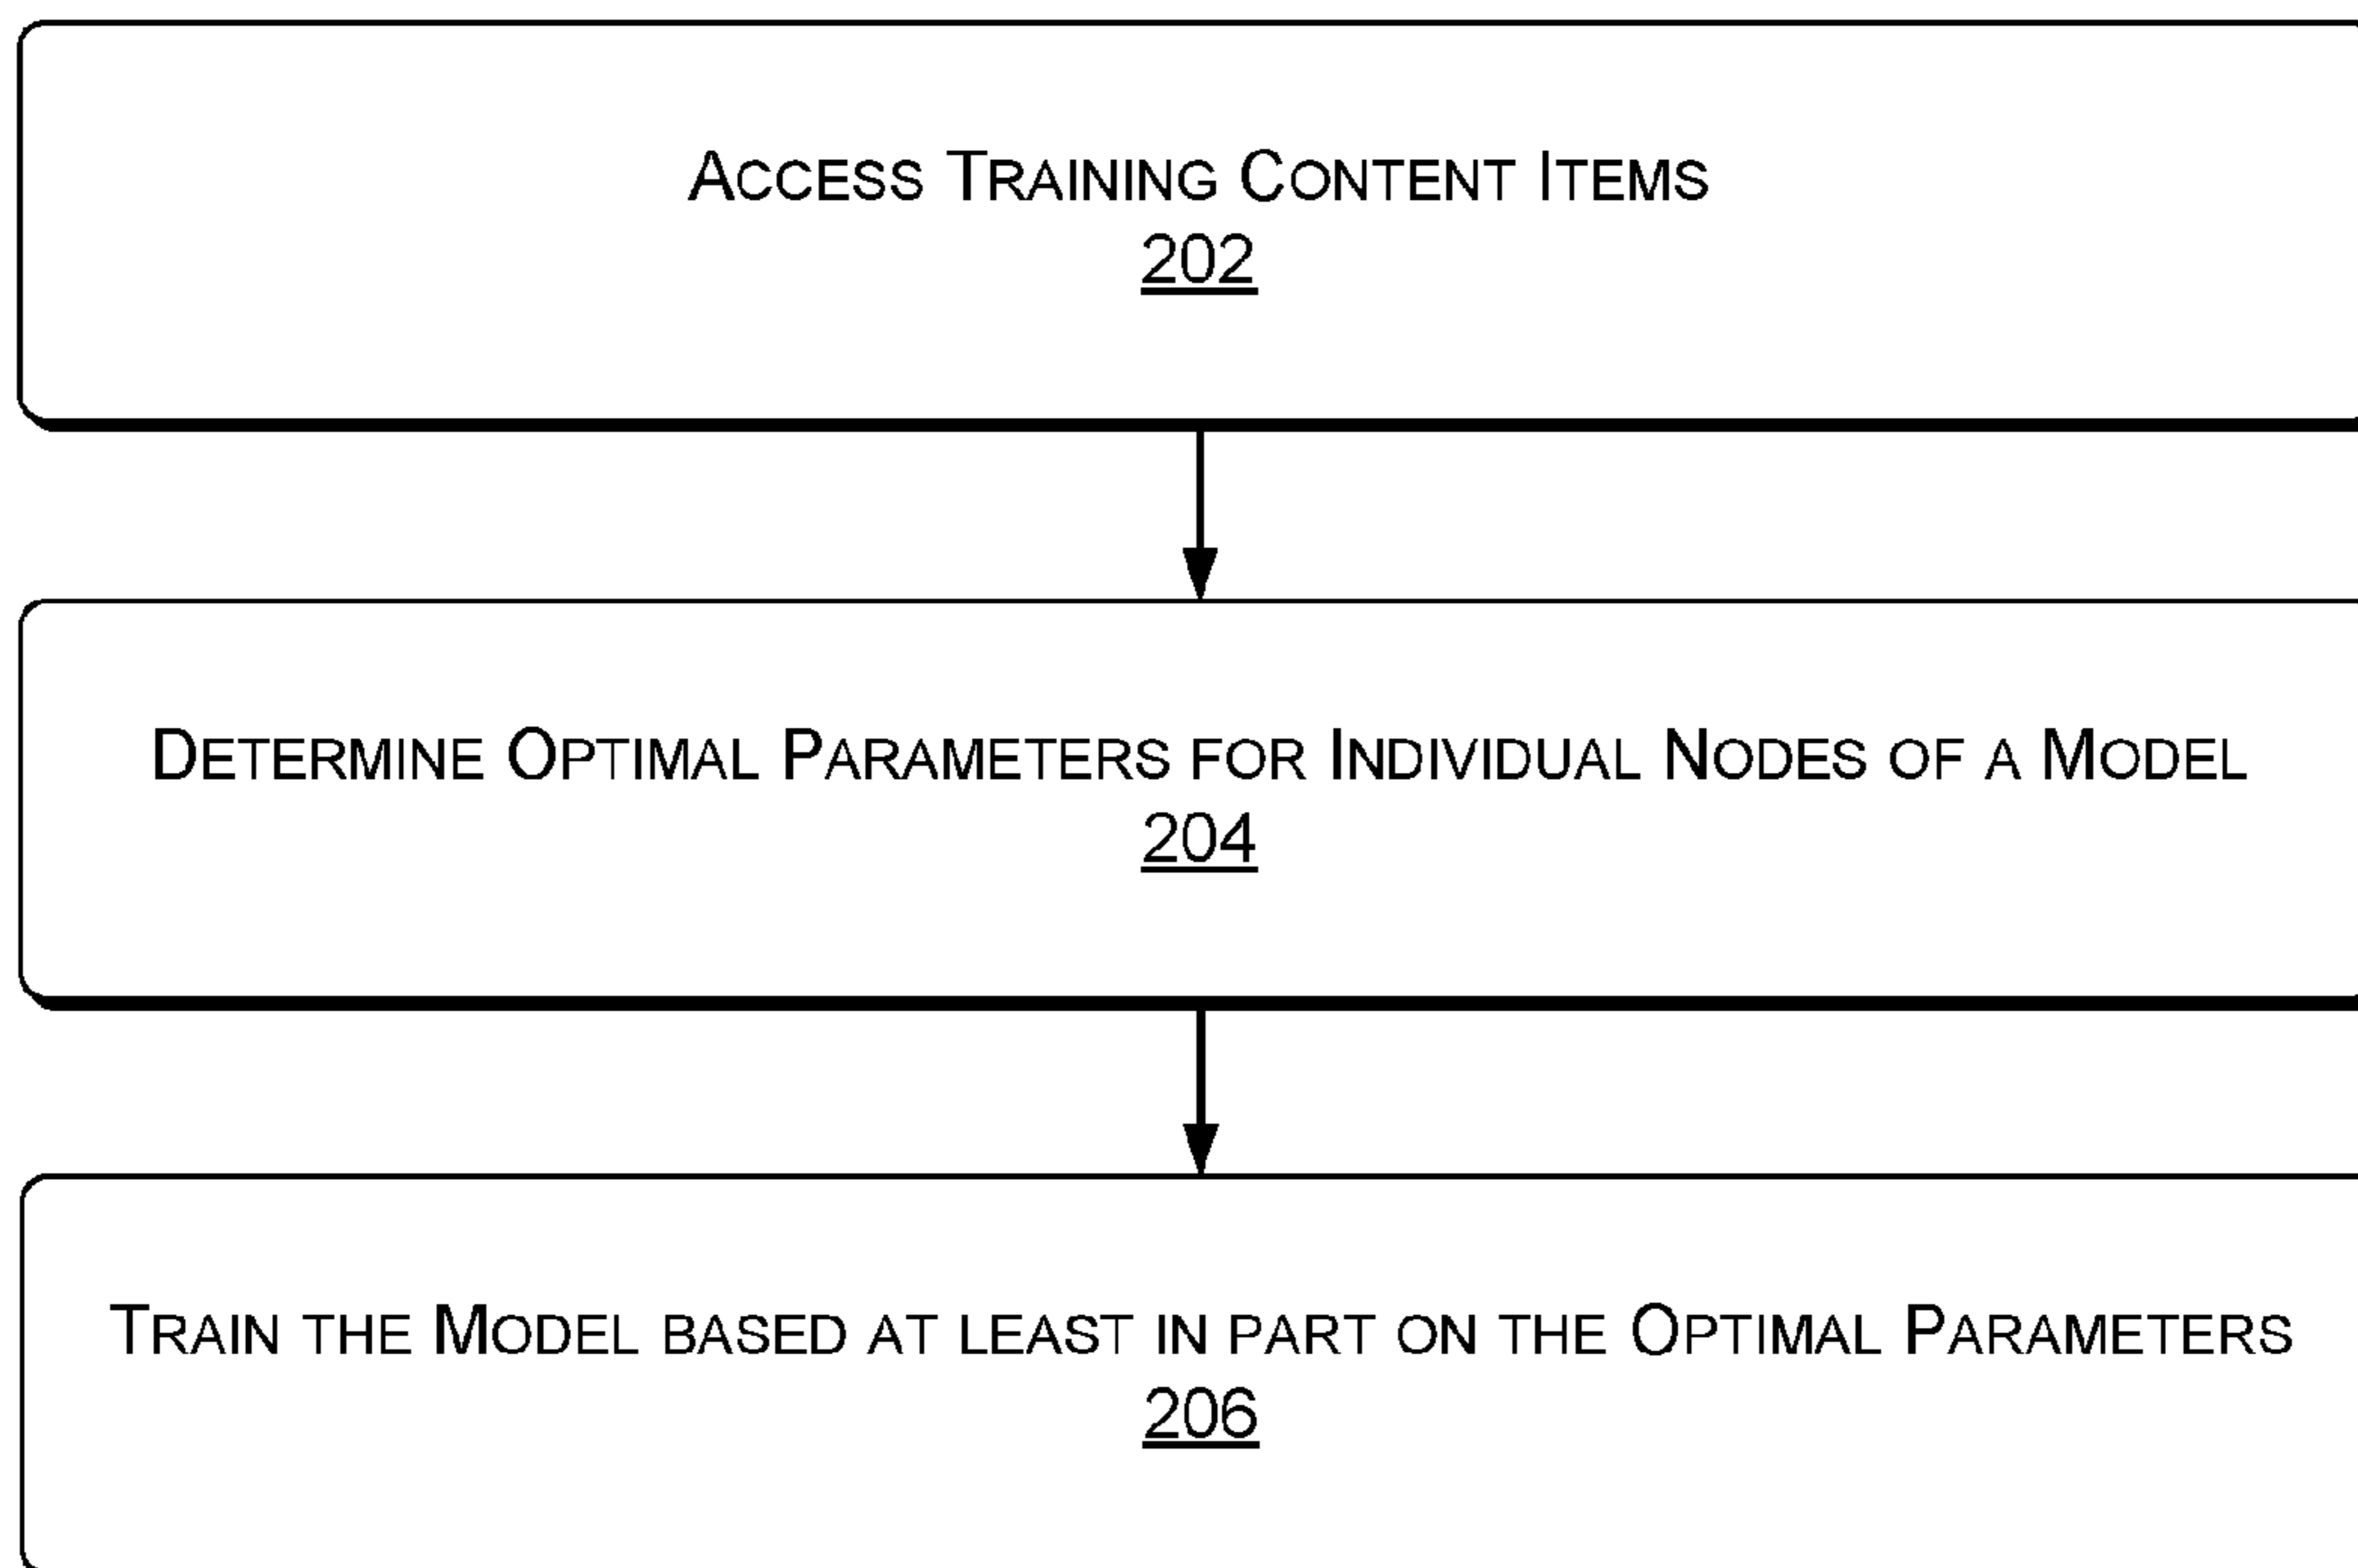 Access Training Content Items
202
Determine Optimal Parameters for Individual Nodes of a Model
204
Train the Model based at least in part on the Optimal Parameters
206